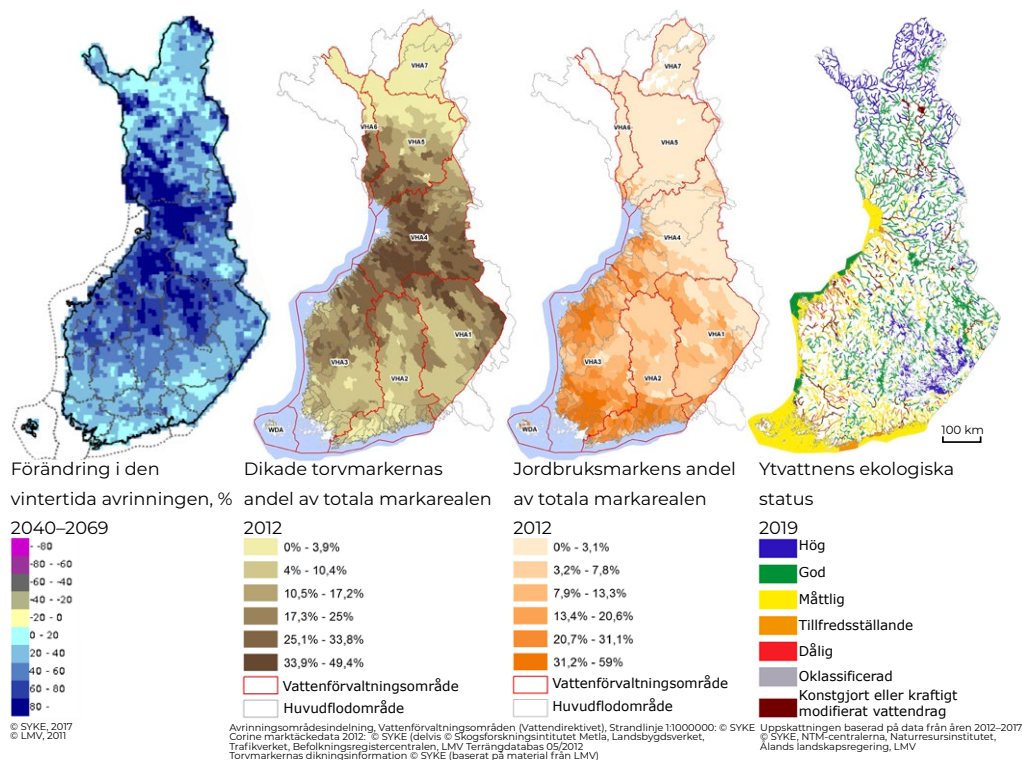 VHA7
VHA6
VHA5
VHA4
VHA3
VHA2
VHA1
WDA
VHA7
VHA6
VHA5
VHA4
VHA3
VHA2
VHA1
WDA
100 km
Förändring i den
vintertida avrinningen, %
2040–2069
- -80
-80 - -60
-60 - -40
-40 - -20
-20 - 0
0 - 20
20 - 40
40 - 60
60 - 80
80 -
© SYKE, 2017
© LMV, 2011
Dikade torvmarkernas
andel av totala markarealen
2012
0% - 3,9%
4% - 10,4%
10,5% - 17,2%
17,3% - 25%
25,1% - 33,8%
33,9% - 49,4%
Vattenförvaltningsområde
Huvudflodområde
Jordbruksmarkens andel
av totala markarealen
2012
0% - 3,1%
3,2% - 7,8%
7,9% - 13,3%
13,4% - 20,6%
20,7% - 31,1%
31,2% - 59%
Vattenförvaltningsområde
Huvudflodområde
Avrinningsområdesindelning, Vattenförvaltningsområden (Vattendirektivet), Strandlinje 1:1000000: © SYKE
Corine marktäckedata 2012: © SYKE (delvis © Skogsforskningsintitutet Metla, Landsbygdsverket,
Trafikverket, Befolkningsregistercentralen, LMV Terrängdatabas 05/2012
Torvmarkernas dikningsinformation © SYKE (baserat på material från LMV)
Ytvattnens ekologiska
status
2019
Hög
God
Måttlig
Tillfredsställande
Dålig
Oklassificerad
Konstgjort eller kraftigt
modifierat vattendrag
Uppskattningen baserad på data från åren 2012–2017
© SYKE, NTM-centralerna, Naturresursinstitutet,
Ålands landskapsregering, LMV